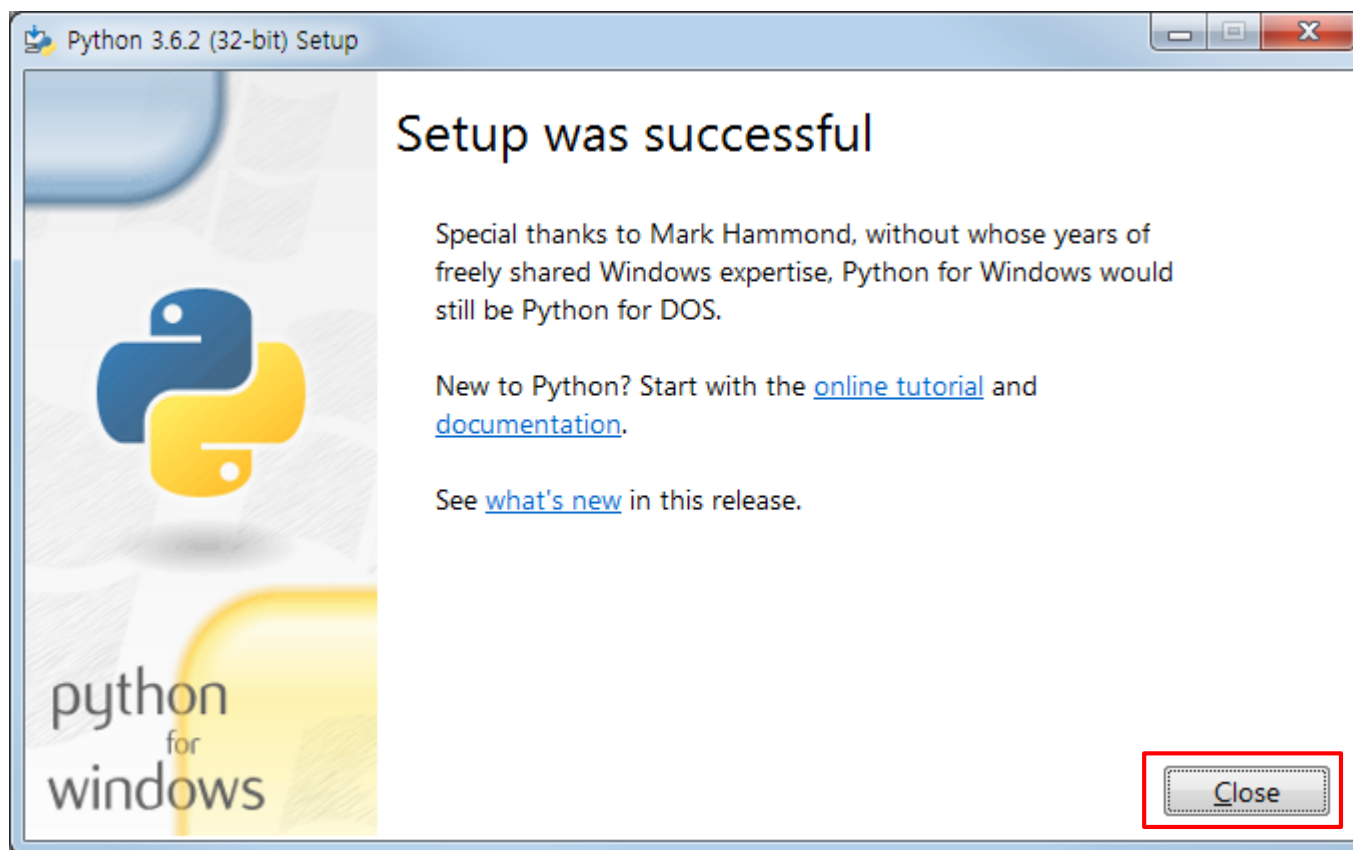 Python 3.6.2 (32-bit) Setup
Setup was successful
Special thanks to Mark Hammond, without whose years of
freely shared Windows expertise, Python for Windows would
still be Python for DOS.
New to Python? Start with the online tutorial and
documentation.
See what's new in this release.
python
for
windows
Close